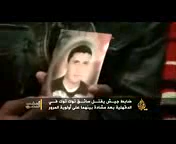 ضابط جيش يقتل سائق توك توك في
الدقهلية بعد مشادة بينهما على أولوية المرور